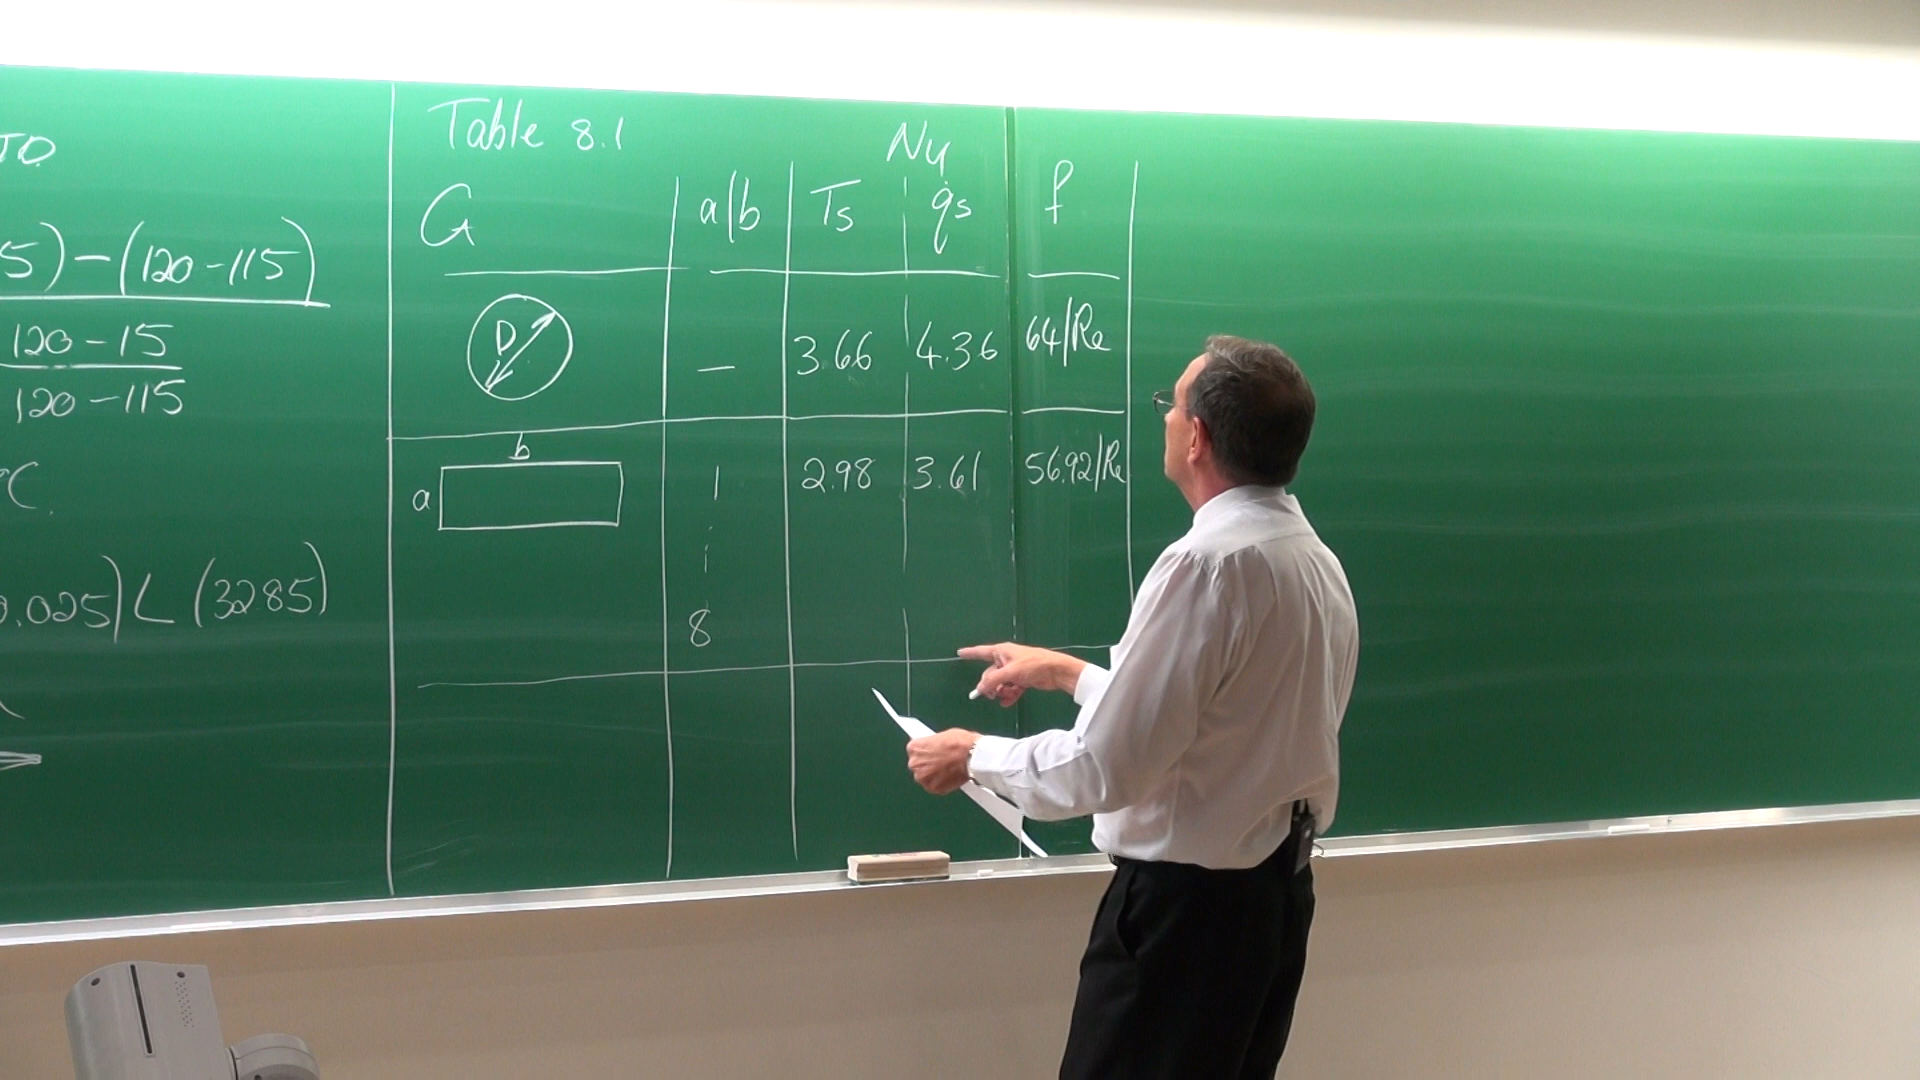 5) - (120 - 115)
120 - 15
120 - 115
°C.
0.025) L (3285)
Table 8.1
Nu
G a/b Ts q̇s f
D — 3.66 4.36 64/Re
b
a 1 2.98 3.61 56.92/Re
8